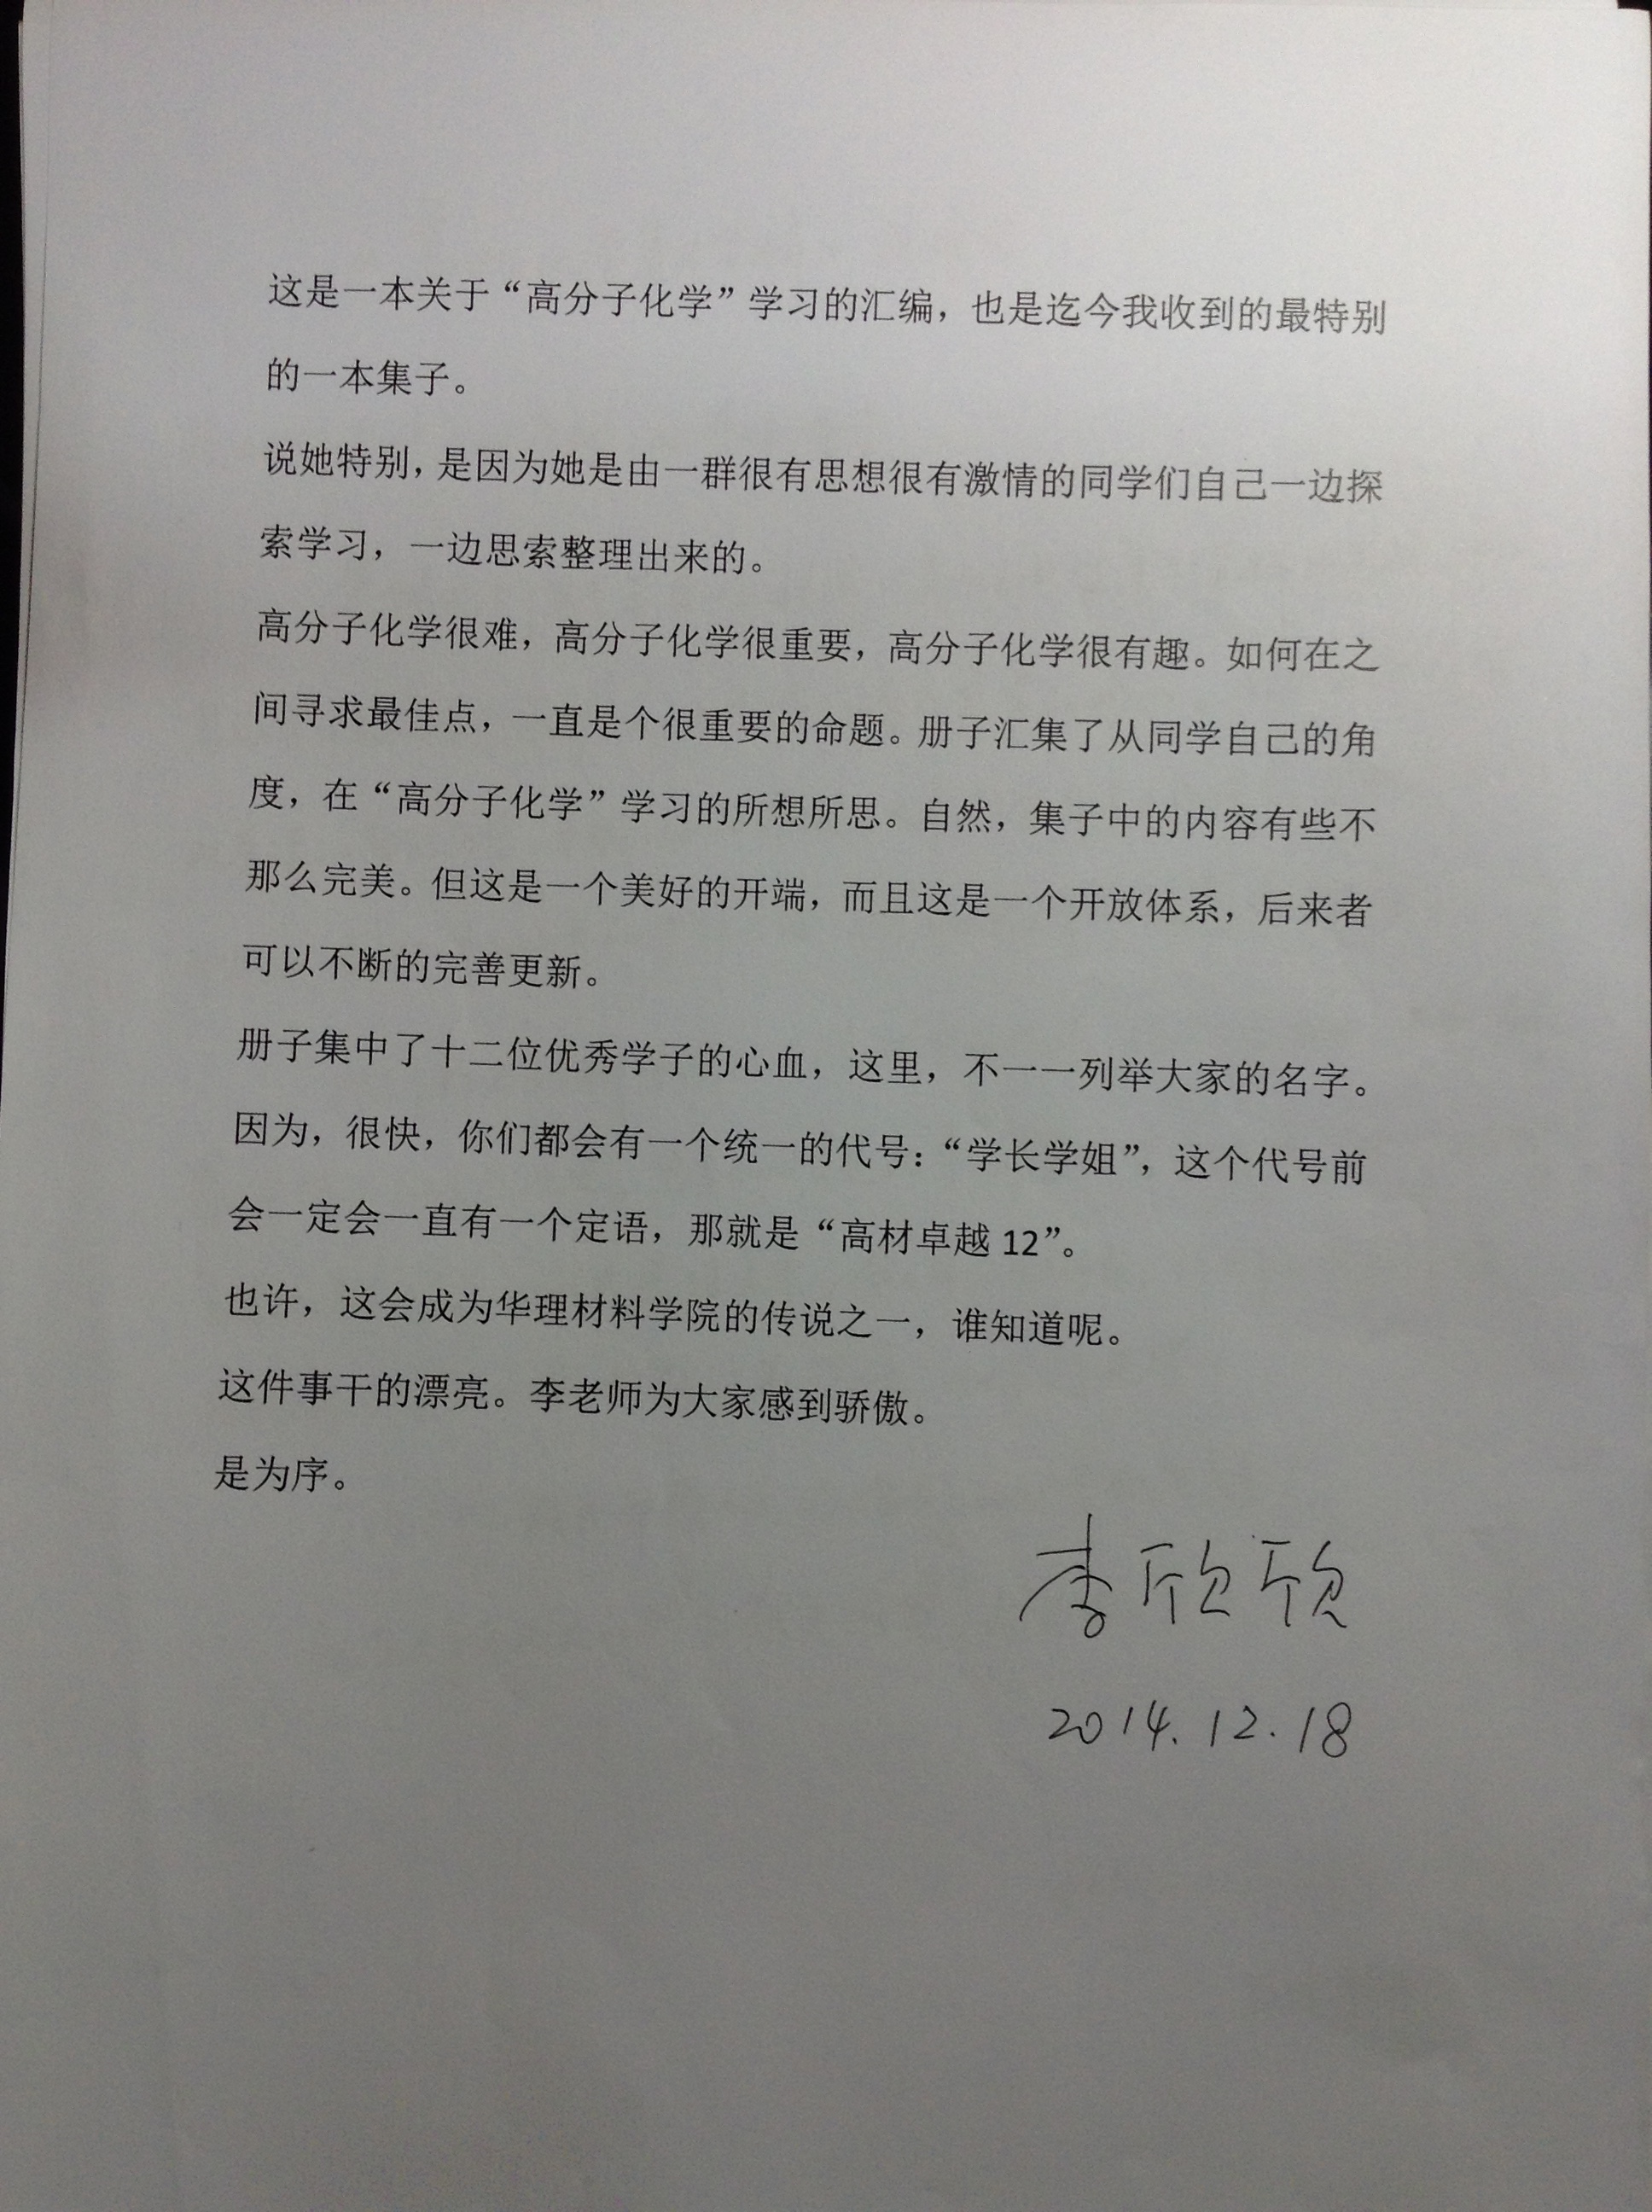 这是一本关于“高分子化学”学习的汇编，也是迄今我收到的最特别
的一本集子。
说她特别，是因为她是由一群很有思想很有激情的同学们自己一边探
索学习，一边思索整理出来的。
高分子化学很难，高分子化学很重要，高分子化学很有趣。如何在之
间寻求最佳点，一直是个很重要的命题。册子汇集了从同学自己的角
度，在“高分子化学”学习的所想所思。自然，集子中的内容有些不
那么完美。但这是一个美好的开端，而且这是一个开放体系，后来者
可以不断的完善更新。
册子集中了十二位优秀学子的心血，这里，不一一列举大家的名字。
因为，很快，你们都会有一个统一的代号：“学长学姐”，这个代号前
会一定会一直有一个定语，那就是“高材卓越12”。
也许，这会成为华理材料学院的传说之一，谁知道呢。
这件事干的漂亮。李老师为大家感到骄傲。
是为序。
李欣欣
2014.12.18